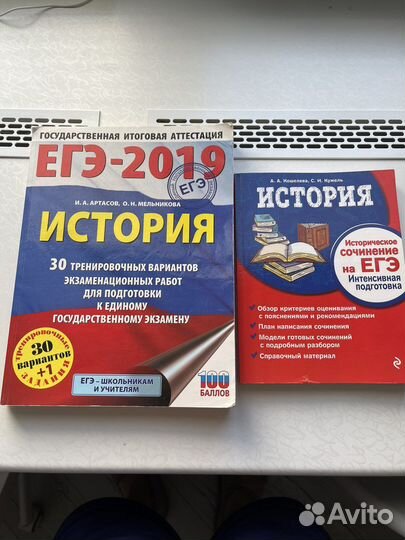 ГОСУДАРСТВЕННАЯ ИТОГОВАЯ АТТЕСТАЦИЯ
ЕГЭ-2019
ЕГЭ
И. А. АРТАСОВ, О. Н. МЕЛЬНИКОВА
ИСТОРИЯ
30 ТРЕНИРОВОЧНЫХ ВАРИАНТОВ
ЭКЗАМЕНАЦИОННЫХ РАБОТ
ДЛЯ ПОДГОТОВКИ
К ЕДИНОМУ
ГОСУДАРСТВЕННОМУ ЭКЗАМЕНУ
тренировочные
30
вариантов
+1
ЗАДАНИЯ
ЕГЭ – ШКОЛЬНИКАМ
И УЧИТЕЛЯМ
100
БАЛЛОВ
А. А. Кошелева, С. И. Кужель
ИСТОРИЯ
Историческое
сочинение
на ЕГЭ
Интенсивная
подготовка
Обзор критериев оценивания
с пояснениями и рекомендациями
План написания сочинения
Модели готовых сочинений
с подробным разбором
Справочный материал
Avito